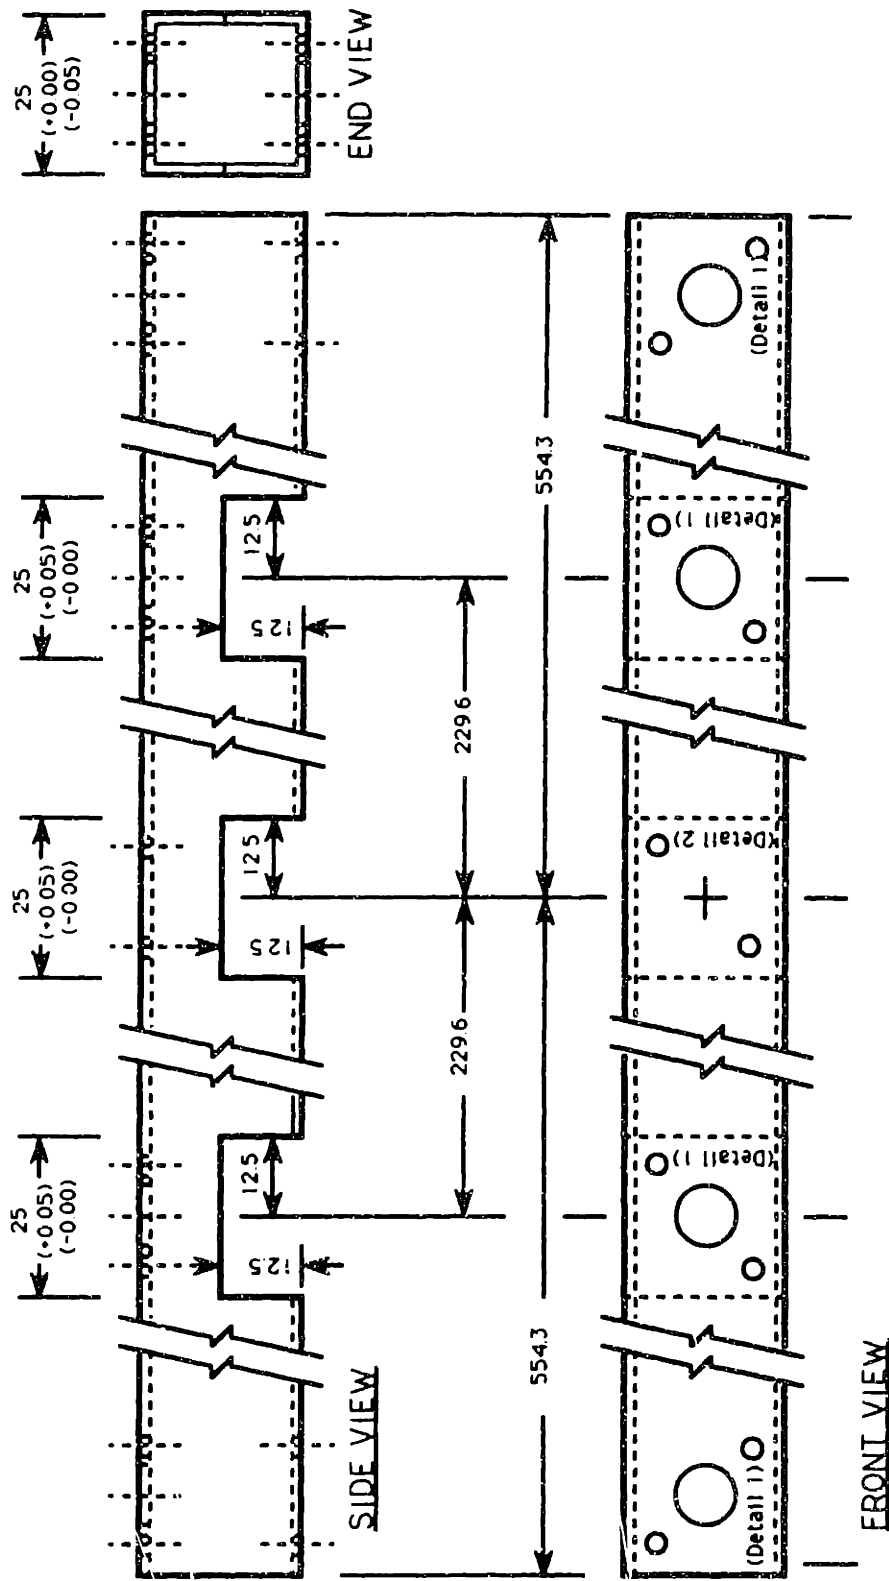 25
(+0.00)
(-0.05)
END VIEW
25
(+0.05)
(-0.00)
12.5
12.5
25
(+0.05)
(-0.00)
12.5
12.5
25
(+0.05)
(-0.00)
12.5
12.5
SIDE VIEW
229.6
229.6
554.3
554.3
(Detail 1)
(Detail 1)
(Detail 2)
(Detail 1)
(Detail 1)
FRONT VIEW